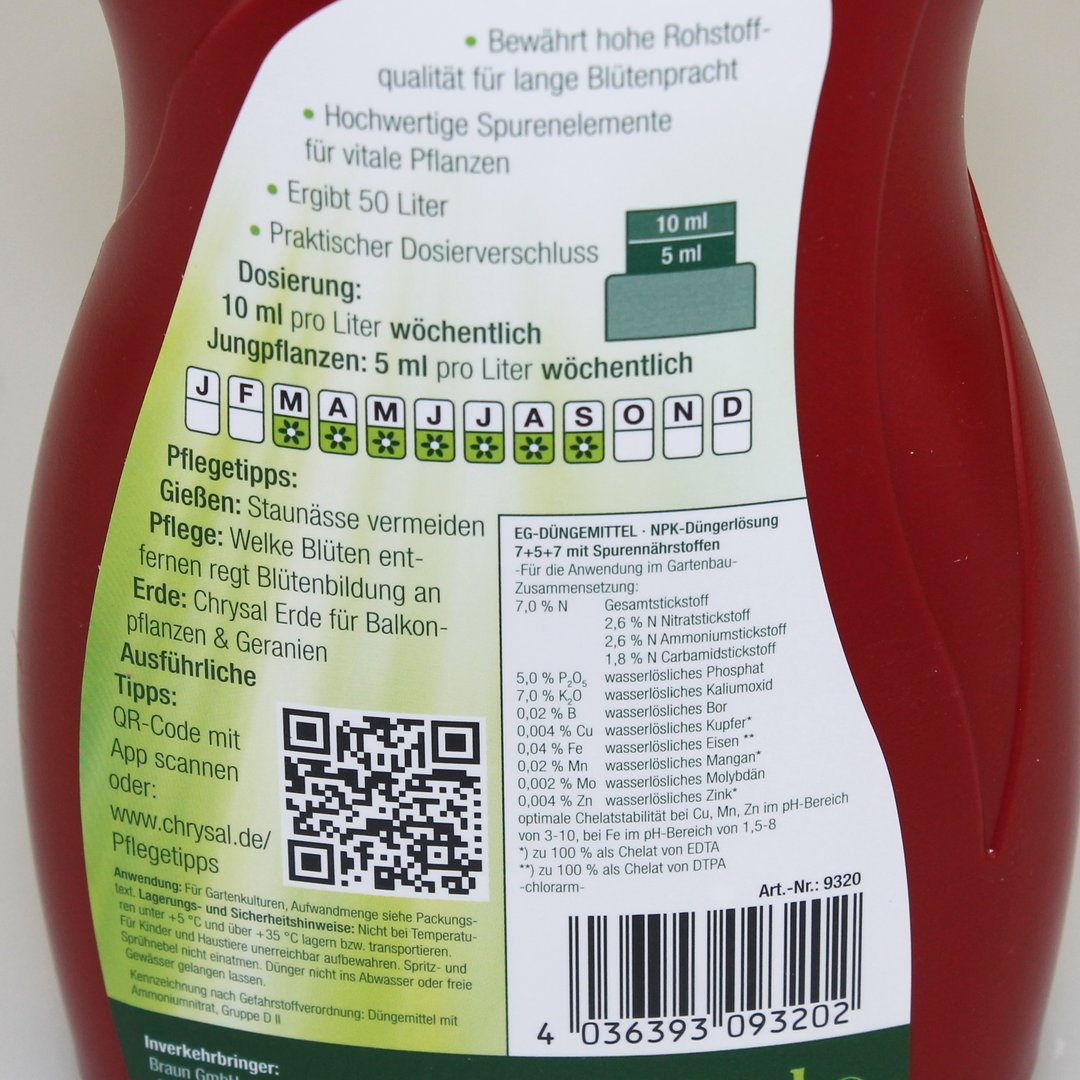 • Bewährt hohe Rohstoff-
qualität für lange Blütenpracht
• Hochwertige Spurenelemente
für vitale Pflanzen
• Ergibt 50 Liter
• Praktischer Dosierverschluss
10 ml
5 ml
Dosierung:
10 ml pro Liter wöchentlich
Jungpflanzen: 5 ml pro Liter wöchentlich
J F M A M J J A S O N D
Pflegetipps:
Gießen: Staunässe vermeiden
Pflege: Welke Blüten ent-
fernen regt Blütenbildung an
Erde: Chrysal Erde für Balkon-
pflanzen & Geranien
Ausführliche
Tipps:
QR-Code mit
App scannen
oder:
www.chrysal.de/
Pflegetipps
Anwendung: Für Gartenkulturen, Aufwandmenge siehe Packungs-
text. Lagerungs- und Sicherheitshinweise: Nicht bei Temperatu-
ren unter +5 °C und über +35 °C lagern bzw. transportieren.
Für Kinder und Haustiere unerreichbar aufbewahren. Spritz- und
Sprühnebel nicht einatmen. Dünger nicht ins Abwasser oder freie
Gewässer gelangen lassen.
Kennzeichnung nach Gefahrstoffverordnung: Düngemittel mit
Ammoniumnitrat, Gruppe D II
EG-DÜNGEMITTEL · NPK-Düngerlösung
7+5+7 mit Spurennährstoffen
-Für die Anwendung im Gartenbau-
Zusammensetzung:
7,0 % N Gesamtstickstoff
2,6 % N Nitratstickstoff
2,6 % N Ammoniumstickstoff
1,8 % N Carbamidstickstoff
5,0 % P₂O₅ wasserlösliches Phosphat
7,0 % K₂O wasserlösliches Kaliumoxid
0,02 % B wasserlösliches Bor
0,004 % Cu wasserlösliches Kupfer*
0,04 % Fe wasserlösliches Eisen **
0,02 % Mn wasserlösliches Mangan*
0,002 % Mo wasserlösliches Molybdän
0,004 % Zn wasserlösliches Zink*
optimale Chelatstabilität bei Cu, Mn, Zn im pH-Bereich
von 3-10, bei Fe im pH-Bereich von 1,5-8
*) zu 100 % als Chelat von EDTA
**) zu 100 % als Chelat von DTPA
-chlorarm-
Art.-Nr.: 9320
4 036393 093202
Inverkehrbringer:
Braun GmbH